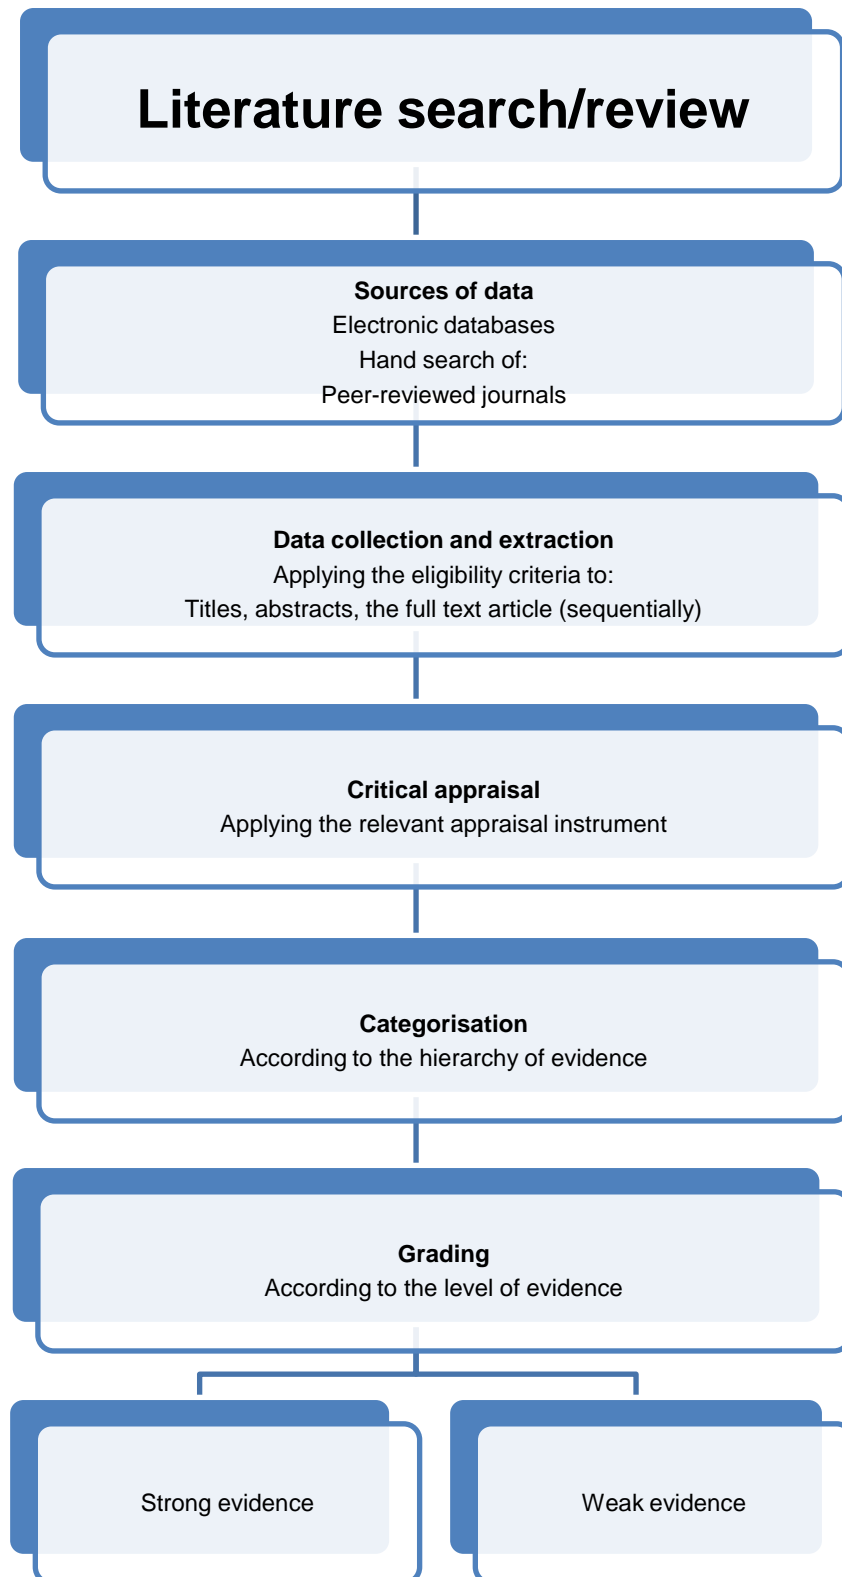 Literature search/review
Sources of data
Electronic databases
Hand search of:
Peer-reviewed journals
Data collection and extraction
Applying the eligibility criteria to:
Titles, abstracts, the full text article (sequentially)
Critical appraisal
Applying the relevant appraisal instrument
Categorisation
According to the hierarchy of evidence
Grading
According to the level of evidence
Strong evidence
Weak evidence